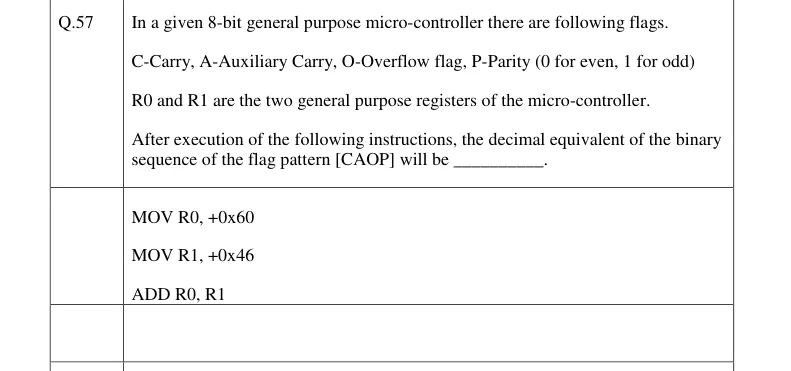 Q.57 In a given 8-bit general purpose micro-controller there are following flags.
C-Carry, A-Auxiliary Carry, O-Overflow flag, P-Parity (0 for even, 1 for odd)
R0 and R1 are the two general purpose registers of the micro-controller.
After execution of the following instructions, the decimal equivalent of the binary
sequence of the flag pattern [CAOP] will be __________.
MOV R0, +0x60
MOV R1, +0x46
ADD R0, R1